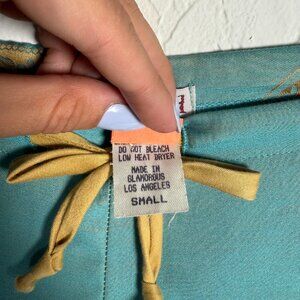 DO NOT BLEACH
LOW HEAT DRYER
MADE IN
GLAMOROUS
LOS ANGELES
SMALL